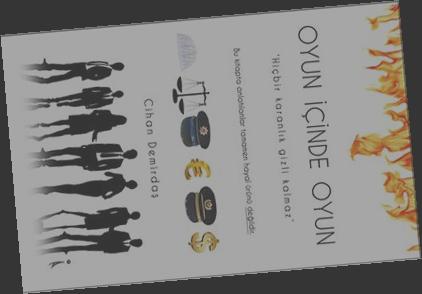 OYUN İÇİNDE OYUN
"Hiçbir karanlık gizli kalmaz"
Bu kitapta anlatılanlar tamamen hayal ürünü değildir.
Cihan Demirdaş